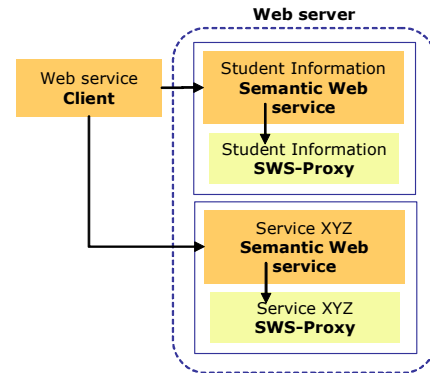 Web server
Web service
Client
Student Information
Semantic Web
service
Student Information
SWS-Proxy
Service XYZ
Semantic Web
service
Service XYZ
SWS-Proxy